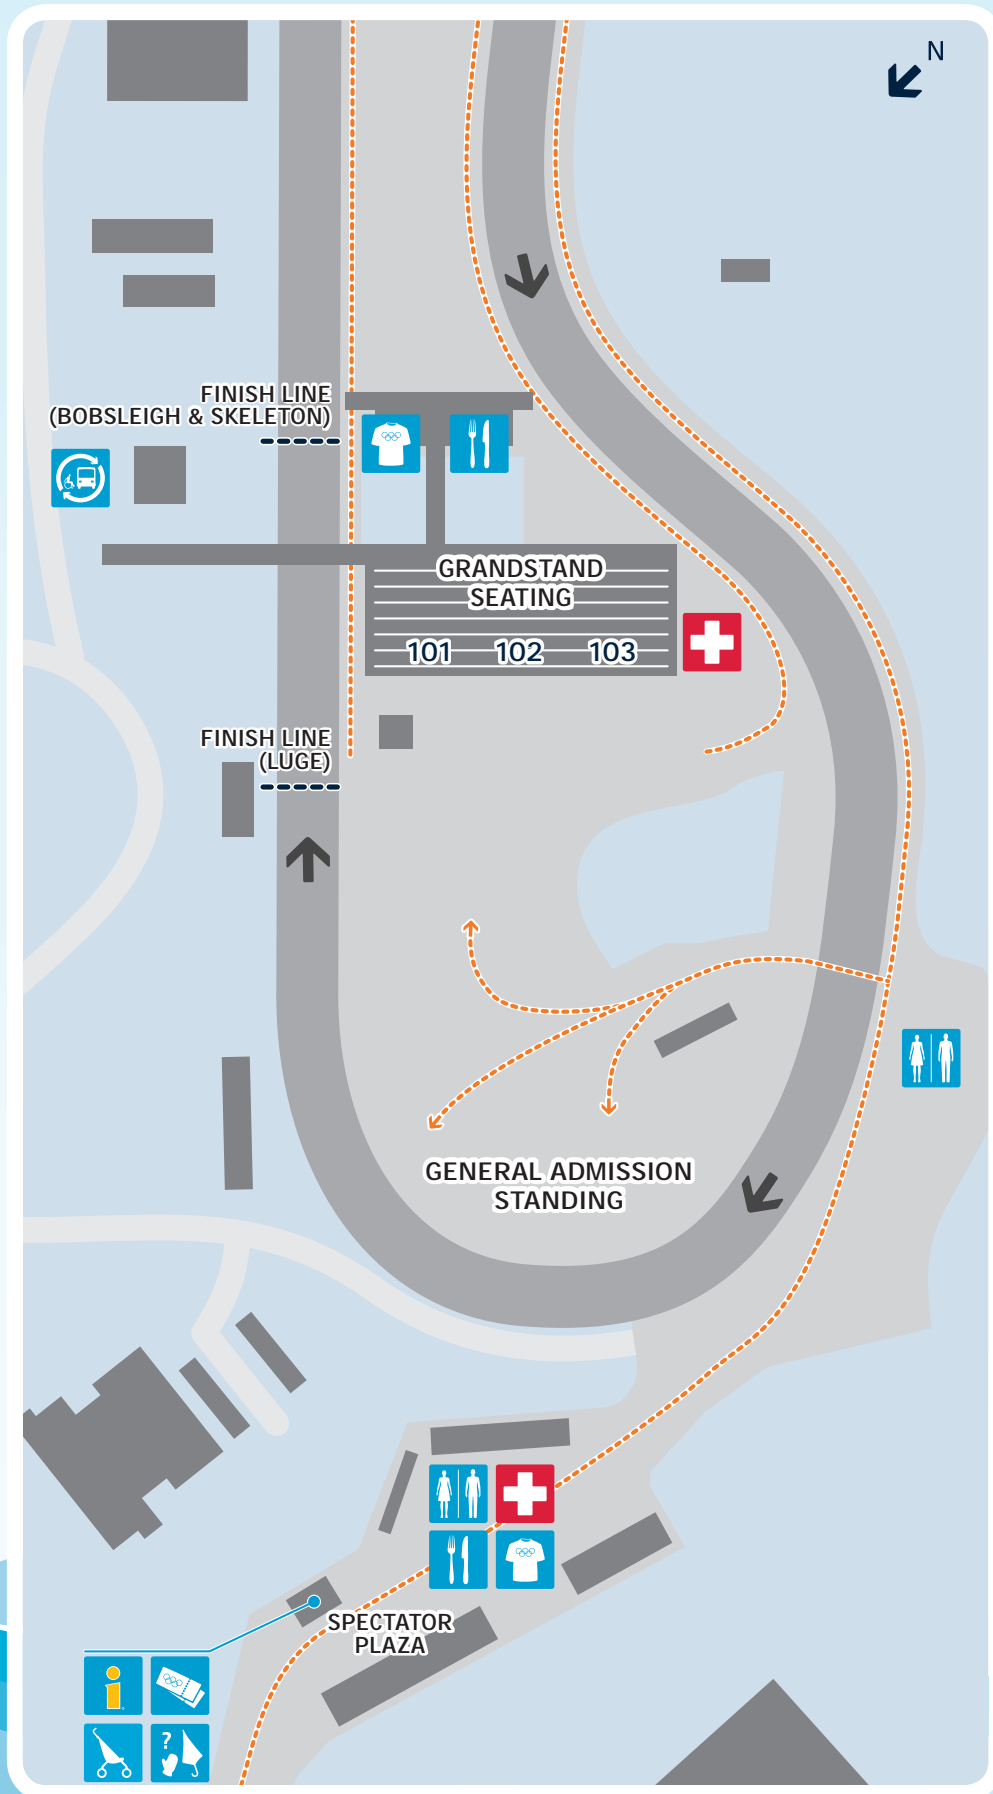 N
FINISH LINE
(BOBSLEIGH & SKELETON)
GRANDSTAND
SEATING
101 102 103
FINISH LINE
(LUGE)
GENERAL ADMISSION
STANDING
SPECTATOR
PLAZA
i
?